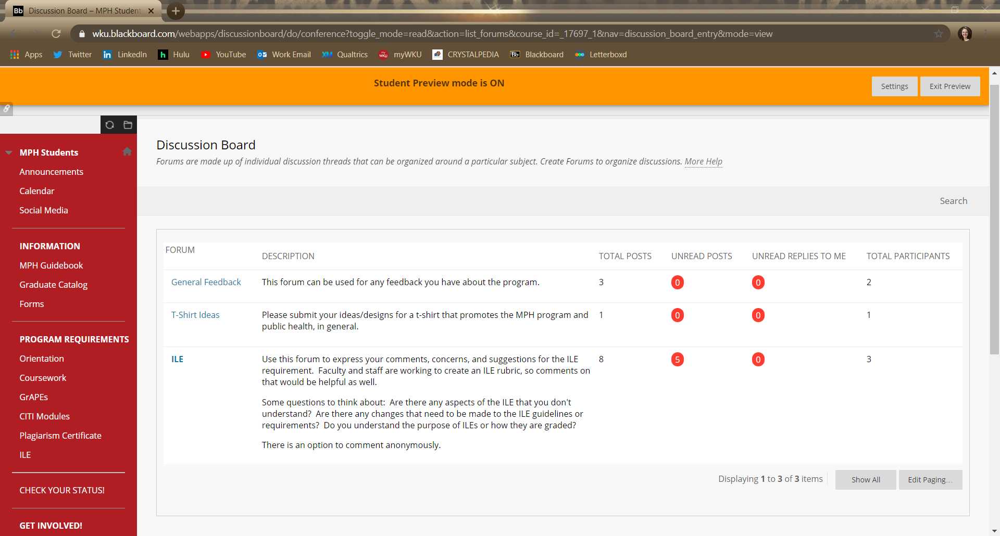 Bb Discussion Board – MPH Student
wku.blackboard.com/webapps/discussionboard/do/conference?toggle_mode=read&action=list_forums&course_id=_17697_1&nav=discussion_board_entry&mode=view
Apps Twitter in LinkedIn h Hulu YouTube Work Email XM Qualtrics my WKU myWKU CRYSTALPEDIA Bb Blackboard Letterboxd
Student Preview mode is ON
Settings Exit Preview
MPH Students
Announcements
Calendar
Social Media
INFORMATION
MPH Guidebook
Graduate Catalog
Forms
PROGRAM REQUIREMENTS
Orientation
Coursework
GrAPEs
CITI Modules
Plagiarism Certificate
ILE
CHECK YOUR STATUS!
GET INVOLVED!
Discussion Board
Forums are made up of individual discussion threads that can be organized around a particular subject. Create Forums to organize discussions. More Help
Search
FORUM DESCRIPTION TOTAL POSTS UNREAD POSTS UNREAD REPLIES TO ME TOTAL PARTICIPANTS
General Feedback This forum can be used for any feedback you have about the program. 3 0 0 2
T-Shirt Ideas Please submit your ideas/designs for a t-shirt that promotes the MPH program and 1 0 0 1
public health, in general.
ILE Use this forum to express your comments, concerns, and suggestions for the ILE 8 5 0 3
requirement. Faculty and staff are working to create an ILE rubric, so comments on
that would be helpful as well.
Some questions to think about: Are there any aspects of the ILE that you don't
understand? Are there any changes that need to be made to the ILE guidelines or
requirements? Do you understand the purpose of ILEs or how they are graded?
There is an option to comment anonymously.
Displaying 1 to 3 of 3 items Show All Edit Paging...